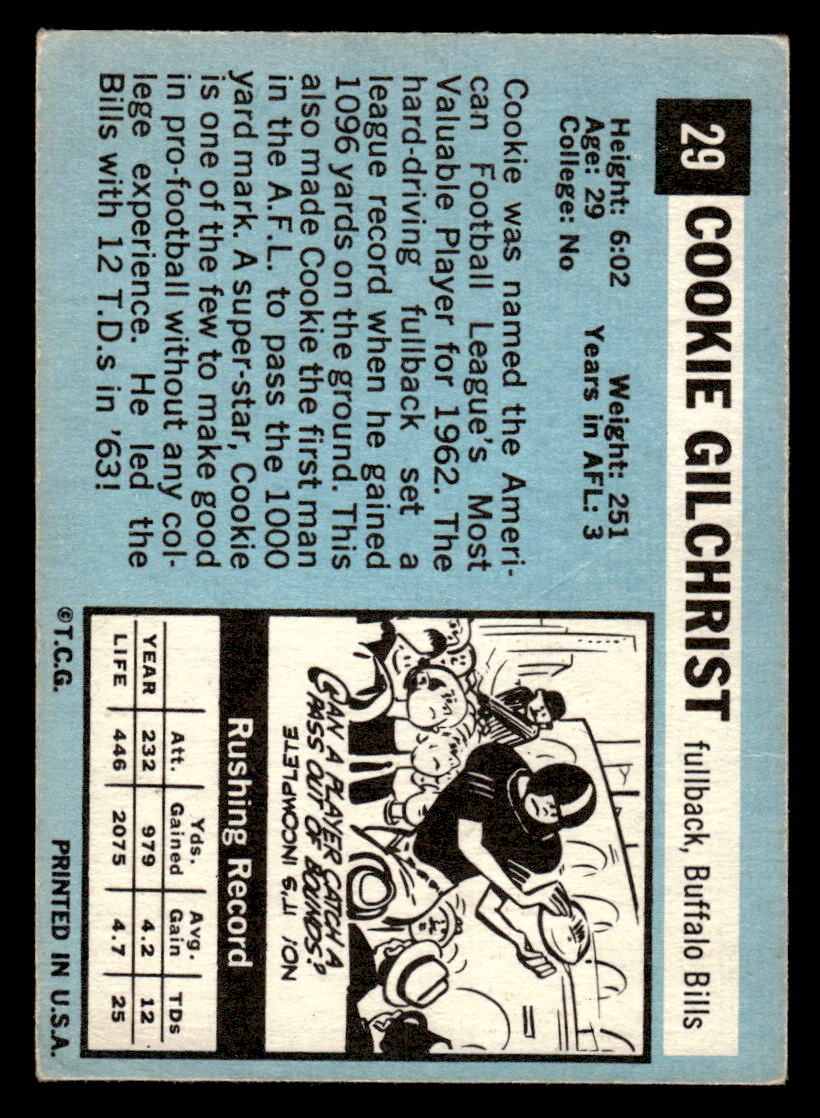 29 COOKIE GILCHRIST fullback, Buffalo Bills
Height: 6:02 Weight: 251
Age: 29 Years in AFL: 3
College: No
Cookie was named the Ameri-
can Football League's Most
Valuable Player for 1962. The
hard-driving fullback set a
league record when he gained
1096 yards on the ground. This
also made Cookie the first man
in the A.F.L. to pass the 1000
yard mark. A super-star, Cookie
is one of the few to make good
in pro-football without any col-
lege experience. He led the
Bills with 12 T.D.s in '63!
CAN A PLAYER CATCH A
PASS OUT OF BOUNDS?
NO! IT'S INCOMPLETE
Rushing Record
Att. Yds. Gained Avg. Gain TDs
YEAR 232 979 4.2 12
LIFE 446 2075 4.7 25
©T.C.G. PRINTED IN U.S.A.